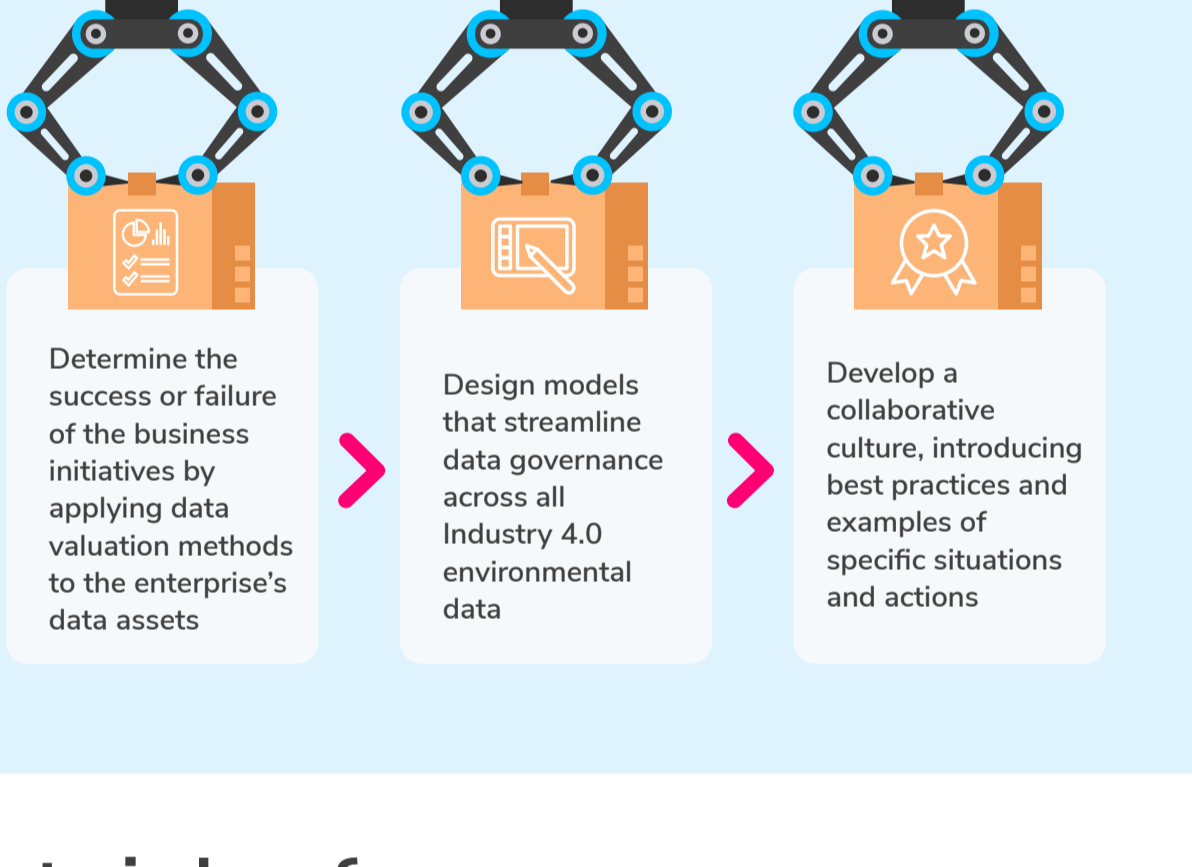 Determine the
success or failure
of the business
initiatives by
applying data
valuation methods
to the enterprise’s
data assets
Design models
that streamline
data governance
across all
Industry 4.0
environmental
data
Develop a
collaborative
culture, introducing
best practices and
examples of
specific situations
and actions